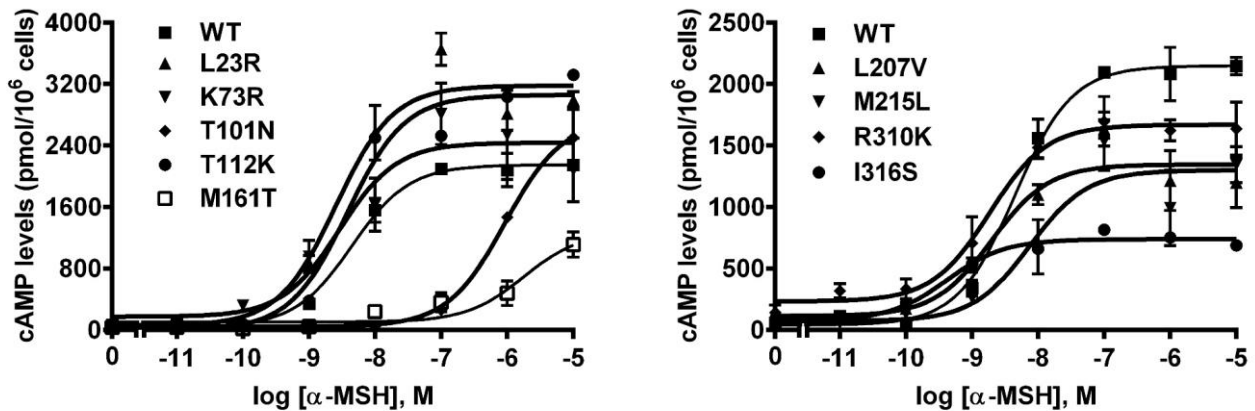 cAMP levels (pmol/10⁶ cells)
4000
3200
2400
1600
800
0
WT
L23R
K73R
T101N
T112K
M161T
0 -11 -10 -9 -8 -7 -6 -5
log [α-MSH], M
cAMP levels (pmol/10⁶ cells)
2500
2000
1500
1000
500
0
WT
L207V
M215L
R310K
I316S
0 -11 -10 -9 -8 -7 -6 -5
log [α-MSH], M